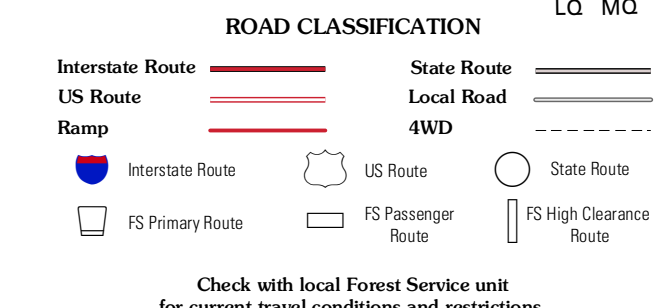 LQ MQ
ROAD CLASSIFICATION
Interstate Route State Route
US Route Local Road
Ramp 4WD
Interstate Route US Route State Route
FS Primary Route FS Passenger Route FS High Clearance Route
Check with local Forest Service unit
for current travel conditions and restrictions